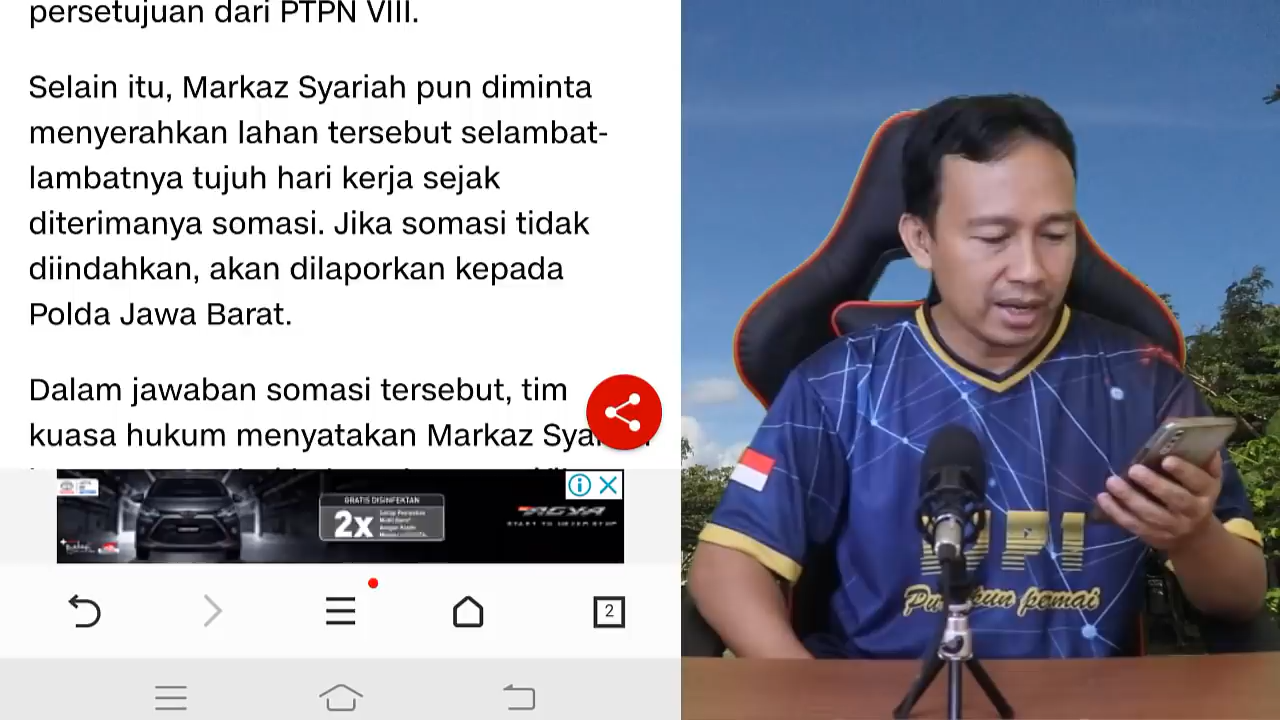 persetujuan dari PTPN VIII.
Selain itu, Markaz Syariah pun diminta
menyerahkan lahan tersebut selambat-
lambatnya tujuh hari kerja sejak
diterimanya somasi. Jika somasi tidak
diindahkan, akan dilaporkan kepada
Polda Jawa Barat.
Dalam jawaban somasi tersebut, tim
kuasa hukum menyatakan Markaz
GRATIS DISINFEKTAN
2x
AGYA
2
pemai